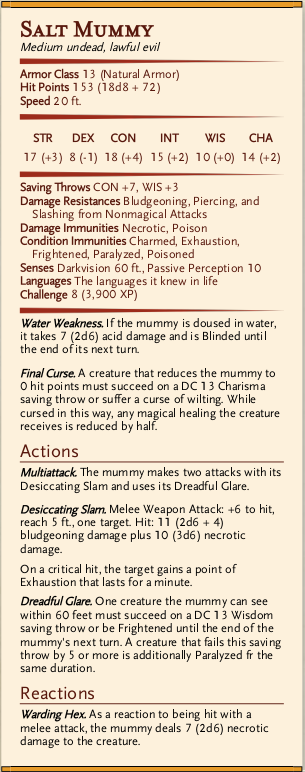 Salt Mummy
Medium undead, lawful evil
Armor Class 13 (Natural Armor)
Hit Points 153 (18d8 + 72)
Speed 20 ft.
STR DEX CON INT WIS CHA
17 (+3) 8 (-1) 18 (+4) 15 (+2) 10 (+0) 14 (+2)
Saving Throws CON +7, WIS +3
Damage Resistances Bludgeoning, Piercing, and
Slashing from Nonmagical Attacks
Damage Immunities Necrotic, Poison
Condition Immunities Charmed, Exhaustion,
Frightened, Paralyzed, Poisoned
Senses Darkvision 60 ft., Passive Perception 10
Languages The languages it knew in life
Challenge 8 (3,900 XP)
Water Weakness. If the mummy is doused in water,
it takes 7 (2d6) acid damage and is Blinded until
the end of its next turn.
Final Curse. A creature that reduces the mummy to
0 hit points must succeed on a DC 13 Charisma
saving throw or suffer a curse of wilting. While
cursed in this way, any magical healing the creature
receives is reduced by half.
Actions
Multiattack. The mummy makes two attacks with its
Desiccating Slam and uses its Dreadful Glare.
Desiccating Slam. Melee Weapon Attack: +6 to hit,
reach 5 ft., one target. Hit: 11 (2d6 + 4)
bludgeoning damage plus 10 (3d6) necrotic
damage.
On a critical hit, the target gains a point of
Exhaustion that lasts for a minute.
Dreadful Glare. One creature the mummy can see
within 60 feet must succeed on a DC 13 Wisdom
saving throw or be Frightened until the end of the
mummy's next turn. A creature that fails this saving
throw by 5 or more is additionally Paralyzed fr the
same duration.
Reactions
Warding Hex. As a reaction to being hit with a
melee attack, the mummy deals 7 (2d6) necrotic
damage to the creature.